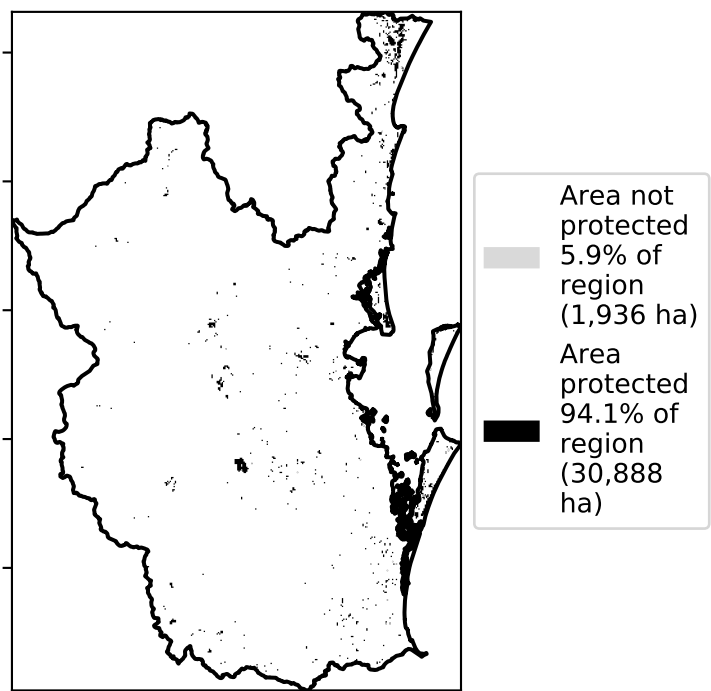 Area not
protected
5.9% of
region
(1,936 ha)
Area
protected
94.1% of
region
(30,888
ha)